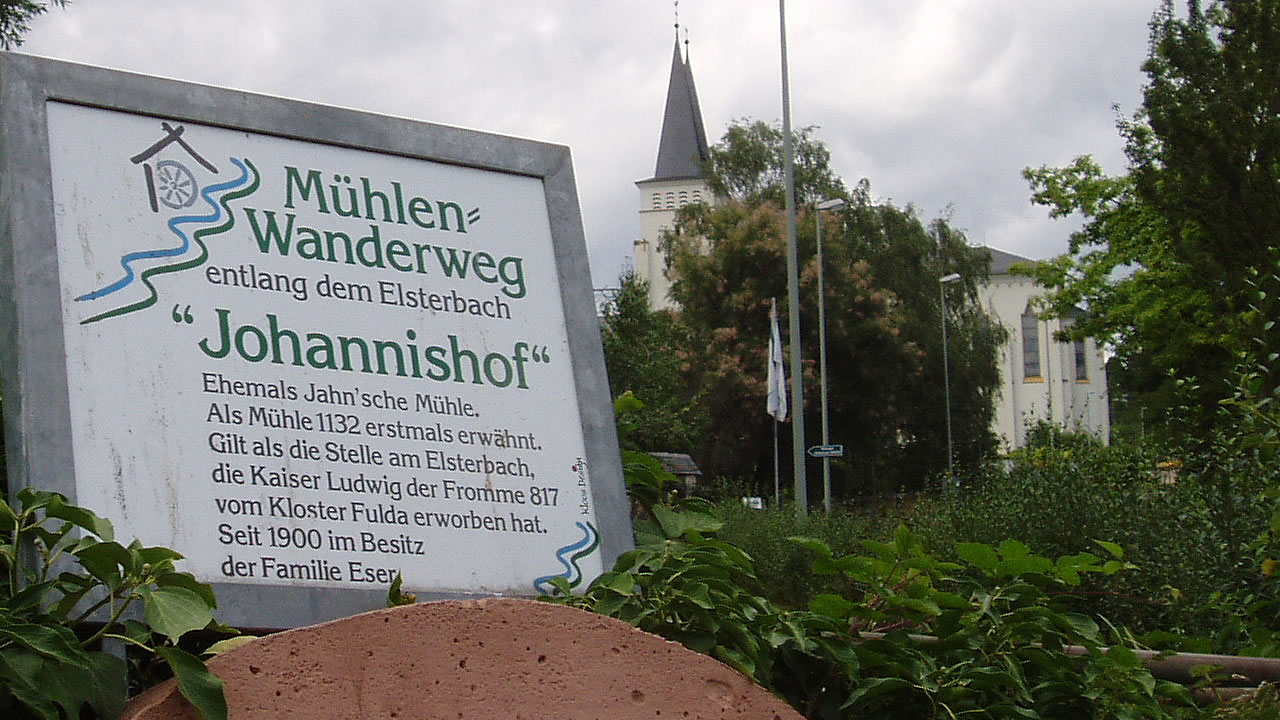 Mühlen=
Wanderweg
entlang dem Elsterbach
"Johannishof"
Ehemals Jahn'sche Mühle.
Als Mühle 1132 erstmals erwähnt.
Gilt als die Stelle am Elsterbach,
die Kaiser Ludwig der Fromme 817
vom Kloster Fulda erworben hat.
Seit 1900 im Besitz
der Familie Eser